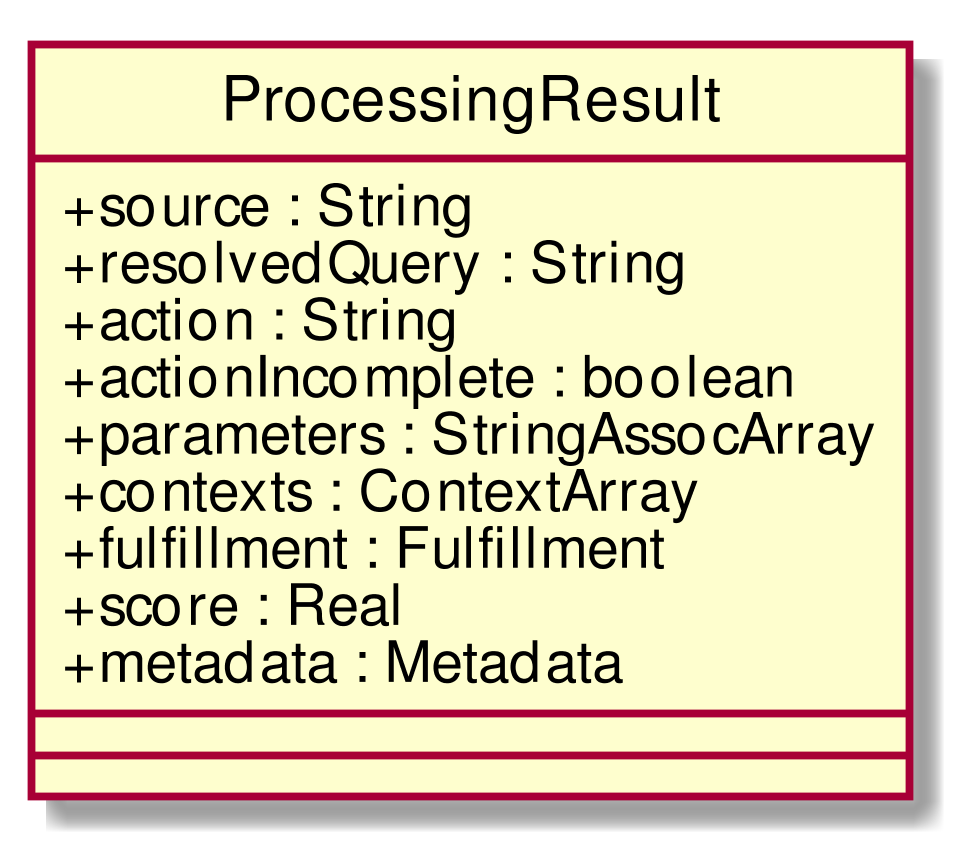 ProcessingResult
+source : String
+resolvedQuery : String
+action : String
+actionIncomplete : boolean
+parameters : StringAssocArray
+contexts : ContextArray
+fulfillment : Fulfillment
+score : Real
+metadata : Metadata